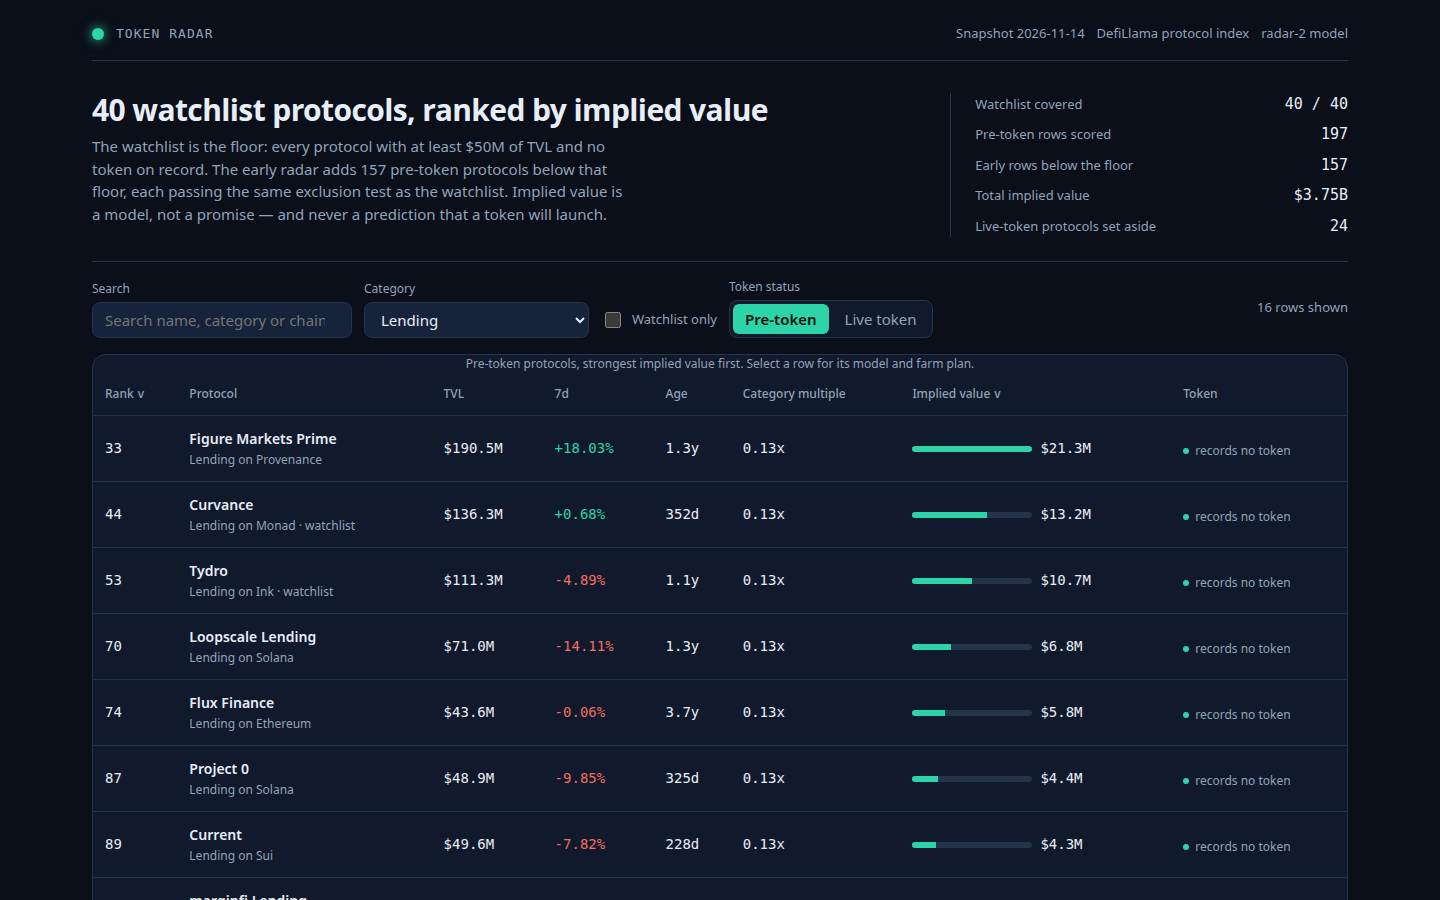 TOKEN RADAR
Snapshot 2026-11-14 DefiLlama protocol index radar-2 model
40 watchlist protocols, ranked by implied value
The watchlist is the floor: every protocol with at least $50M of TVL and no
token on record. The early radar adds 157 pre-token protocols below that
floor, each passing the same exclusion test as the watchlist. Implied value is
a model, not a promise — and never a prediction that a token will launch.
Watchlist covered 40 / 40
Pre-token rows scored 197
Early rows below the floor 157
Total implied value $3.75B
Live-token protocols set aside 24
Search
Search name, category or chain
Category
Lending
Watchlist only
Token status
Pre-token Live token
16 rows shown
Pre-token protocols, strongest implied value first. Select a row for its model and farm plan.
Rank v Protocol TVL 7d Age Category multiple Implied value v Token
33 Figure Markets Prime $190.5M +18.03% 1.3y 0.13x $21.3M records no token
Lending on Provenance
44 Curvance $136.3M +0.68% 352d 0.13x $13.2M records no token
Lending on Monad · watchlist
53 Tydro $111.3M -4.89% 1.1y 0.13x $10.7M records no token
Lending on Ink · watchlist
70 Loopscale Lending $71.0M -14.11% 1.3y 0.13x $6.8M records no token
Lending on Solana
74 Flux Finance $43.6M -0.06% 3.7y 0.13x $5.8M records no token
Lending on Ethereum
87 Project 0 $48.9M -9.85% 325d 0.13x $4.4M records no token
Lending on Solana
89 Current $49.6M -7.82% 228d 0.13x $4.3M records no token
Lending on Sui
marginfi Lending